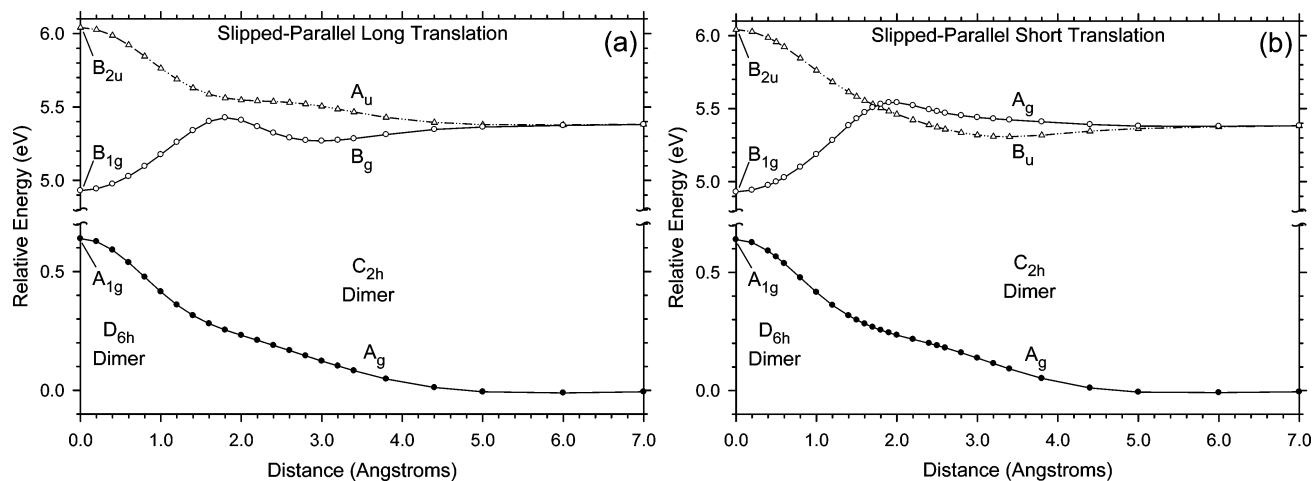 Slipped-Parallel Long Translation
(a)
6.0
5.5
5.0
0.5
0.0
Relative Energy (eV)
B2u
B1g
A1g
Au
Bg
Ag
C2h
Dimer
D6h
Dimer
0.0 1.0 2.0 3.0 4.0 5.0 6.0 7.0
Distance (Angstroms)
Slipped-Parallel Short Translation
(b)
6.0
5.5
5.0
0.5
0.0
Relative Energy (eV)
B2u
B1g
A1g
Ag
Bu
Ag
C2h
Dimer
D6h
Dimer
0.0 1.0 2.0 3.0 4.0 5.0 6.0 7.0
Distance (Angstroms)